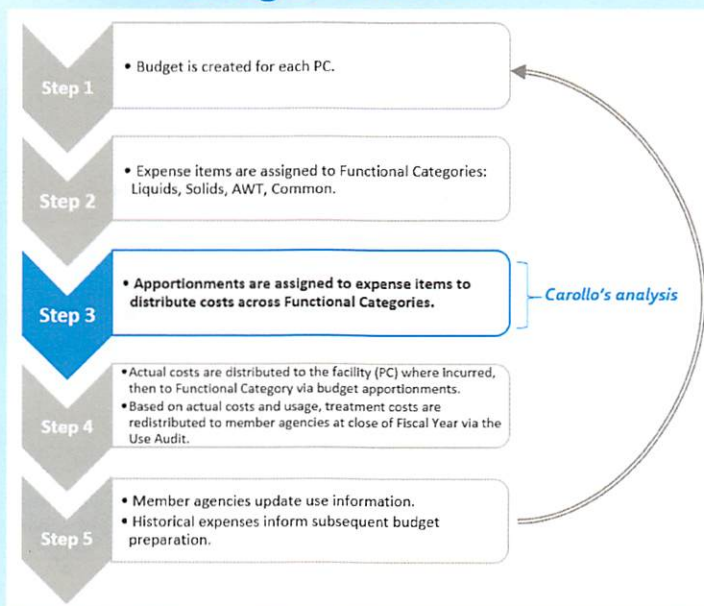 Step 1
• Budget is created for each PC.
Step 2
• Expense items are assigned to Functional Categories:
Liquids, Solids, AWT, Common.
Step 3
• Apportionments are assigned to expense items to
distribute costs across Functional Categories.
Carollo's analysis
Step 4
•Actual costs are distributed to the facility (PC) where incurred,
then to Functional Category via budget apportionments.
•Based on actual costs and usage, treatment costs are
redistributed to member agencies at close of Fiscal Year via the
Use Audit.
Step 5
• Member agencies update use information.
• Historical expenses inform subsequent budget
preparation.